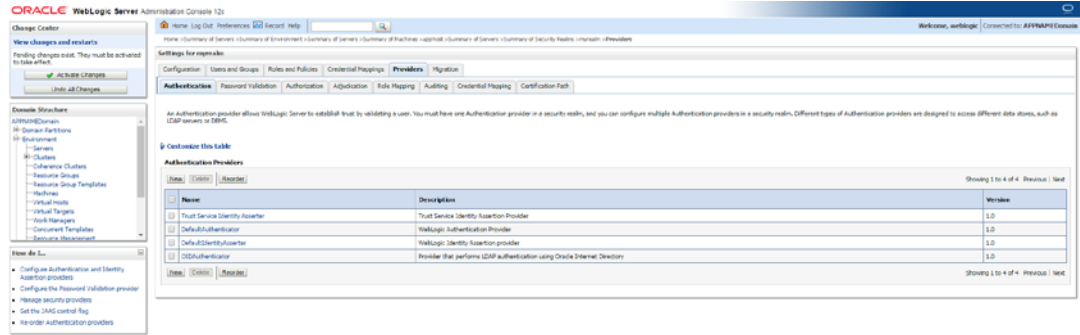 ORACLE WebLogic Server Administration Console 12c
Change Center
View changes and restarts
Pending changes exist. They must be activated
to take effect.
Activate Changes
Undo All Changes
Domain Structure
APPNAMEDomain
Domain Partitions
Environment
Servers
Clusters
Coherence Clusters
Resource Groups
Resource Group Templates
Machines
Virtual Hosts
Virtual Targets
Work Managers
Concurrent Templates
Resource Management
How do I...
Configure Authentication and Identity
Assertion providers
Configure the Password Validation provider
Manage security providers
Set the JAAS control flag
Re-order Authentication providers
Home Log Out Preferences Record Help
Welcome, weblogic Connected to: APPNAMEDomain
Home >Summary of Servers >Summary of Environment >Summary of Servers >Summary of Machines >apphost >Summary of Servers >Summary of Security Realms >myrealm >Providers
Settings for myrealm
Configuration Users and Groups Roles and Policies Credential Mappings Providers Migration
Authentication Password Validation Authorization Adjudication Role Mapping Auditing Credential Mapping Certification Path
An Authentication provider allows WebLogic Server to establish trust by validating a user. You must have one Authentication provider in a security realm, and you can configure multiple Authentication providers in a security realm. Different types of Authentication providers are designed to access different data stores, such as
LDAP servers or DBMS.
Customize this table
Authentication Providers
New Delete Reorder
Showing 1 to 4 of 4 Previous | Next
Name Description Version
Trust Service Identity Asserter Trust Service Identity Assertion Provider 1.0
DefaultAuthenticator WebLogic Authentication Provider 1.0
DefaultIdentityAsserter WebLogic Identity Assertion provider 1.0
OIDAuthenticator Provider that performs LDAP authentication using Oracle Internet Directory 1.0
New Delete Reorder
Showing 1 to 4 of 4 Previous | Next